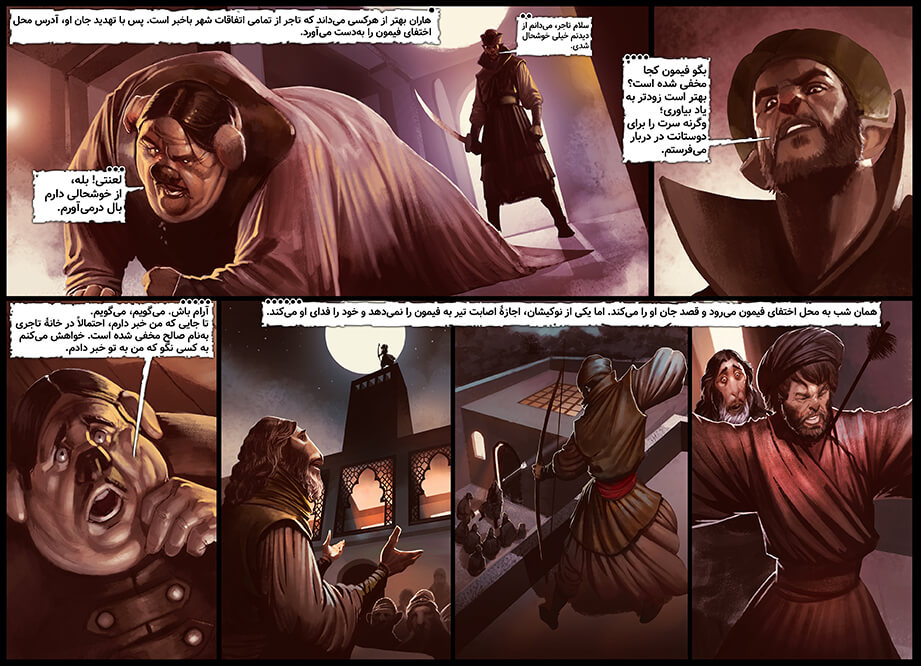 هاران بهتر از هرکسی می‌داند که تاجر از تمامی اتفاقات شهر باخبر است. پس با تهدید جان او، آدرس محل
اختفای فیمون را به‌دست می‌آورد.
سلام تاجر، می‌دانم از
دیدنم خیلی خوشحال
شدی.
لعنتی! بله،
از خوشحالی دارم
بال درمی‌آورم.
بگو فیمون کجا
مخفی شده است؟
بهتر است زودتر به
یاد بیاوری؛
وگرنه سرت را برای
دوستانت در دربار
می‌فرستم.
آرام باش. می‌گویم، می‌گویم.
تا جایی که من خبر دارم، احتمالاً در خانهٔ تاجری
به‌نام صالح مخفی شده است. خواهش می‌کنم
به کسی نگو که من به تو خبر دادم.
همان شب به محل اختفای فیمون می‌رود و قصد جان او را می‌کند. اما یکی از نوکیشان، اجازهٔ اصابت تیر به فیمون را نمی‌دهد و خود را فدای او می‌کند.